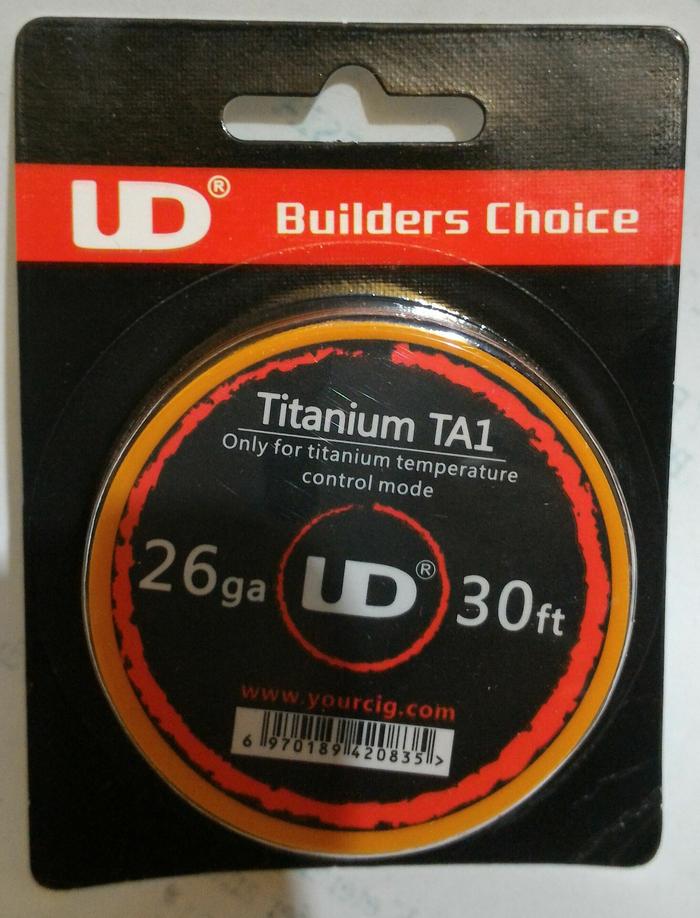 UD® Builders Choice
Titanium TA1
Only for titanium temperature
control mode
26ga UD® 30ft
www.yourcig.com
6 970189 420835 >